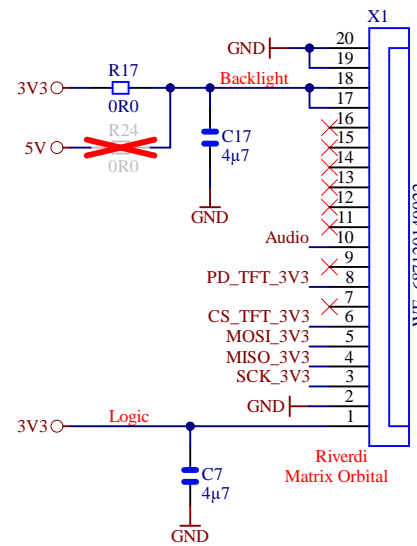 X1
GND
20
19
R17
3V3
0R0
Backlight
18
17
R24
5V
0R0
C17
4µ7
GND
16
15
14
13
12
11
Audio
10
9
PD_TFT_3V3
8
7
CS_TFT_3V3
6
MOSI_3V3
5
MISO_3V3
4
SCK_3V3
3
GND
2
3V3
Logic
1
Riverdi
Matrix Orbital
C7
4µ7
GND